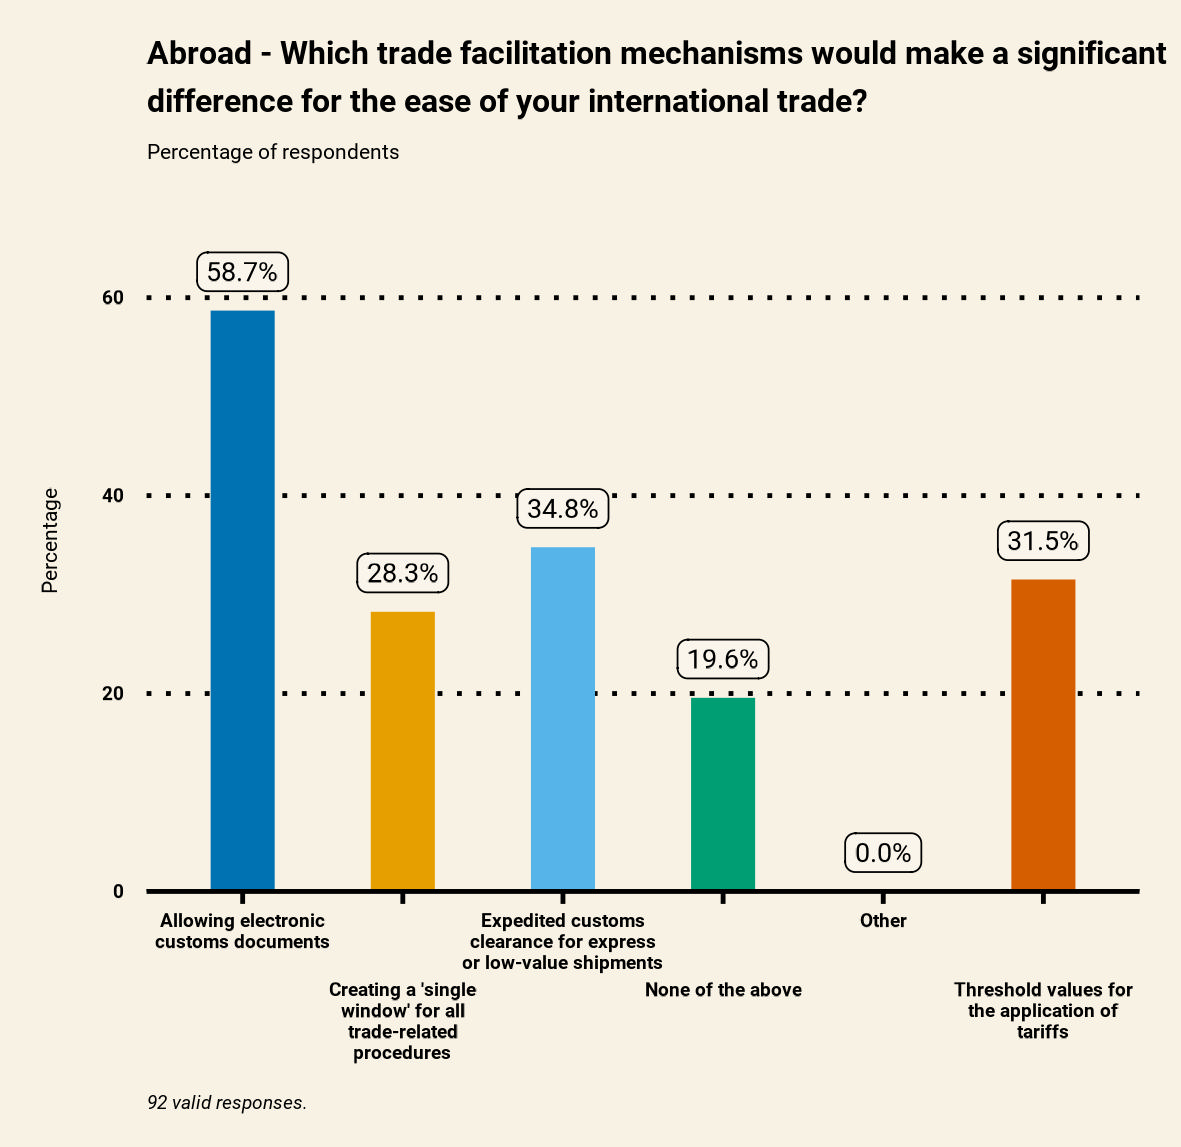 Abroad - Which trade facilitation mechanisms would make a significant
difference for the ease of your international trade?
Percentage of respondents
58.7%
60
40
34.8%
31.5%
28.3%
Percentage
19.6%
20
0.0%
0
Allowing electronic
customs documents
Expedited customs
clearance for express
or low-value shipments
Other
Creating a 'single
window' for all
trade-related
procedures
None of the above
Threshold values for
the application of
tariffs
92 valid responses.